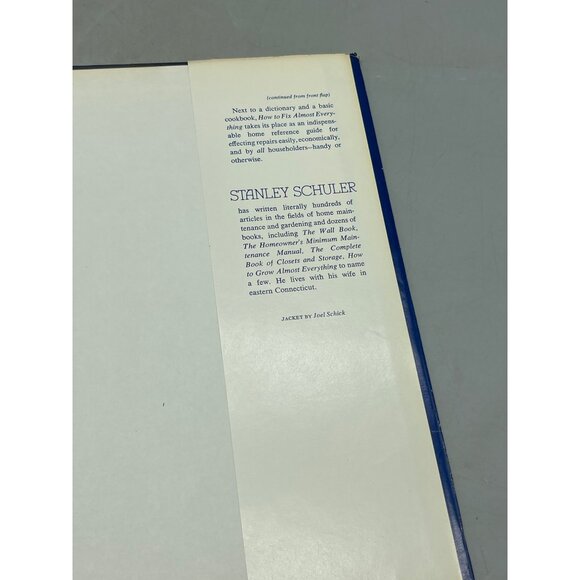 (continued from front flap)
Next to a dictionary and a basic
cookbook, How to Fix Almost Every-
thing takes its place as an indispens-
able home reference guide for
effecting repairs easily, economically,
and by all householders—handy or
otherwise.
STANLEY SCHULER
has written literally hundreds of
articles in the fields of home main-
tenance and gardening and dozens of
books, including The Wall Book,
The Homeowner's Minimum Main-
tenance Manual, The Complete
Book of Closets and Storage, How
to Grow Almost Everything to name
a few. He lives with his wife in
eastern Connecticut.
JACKET BY Joel Schick